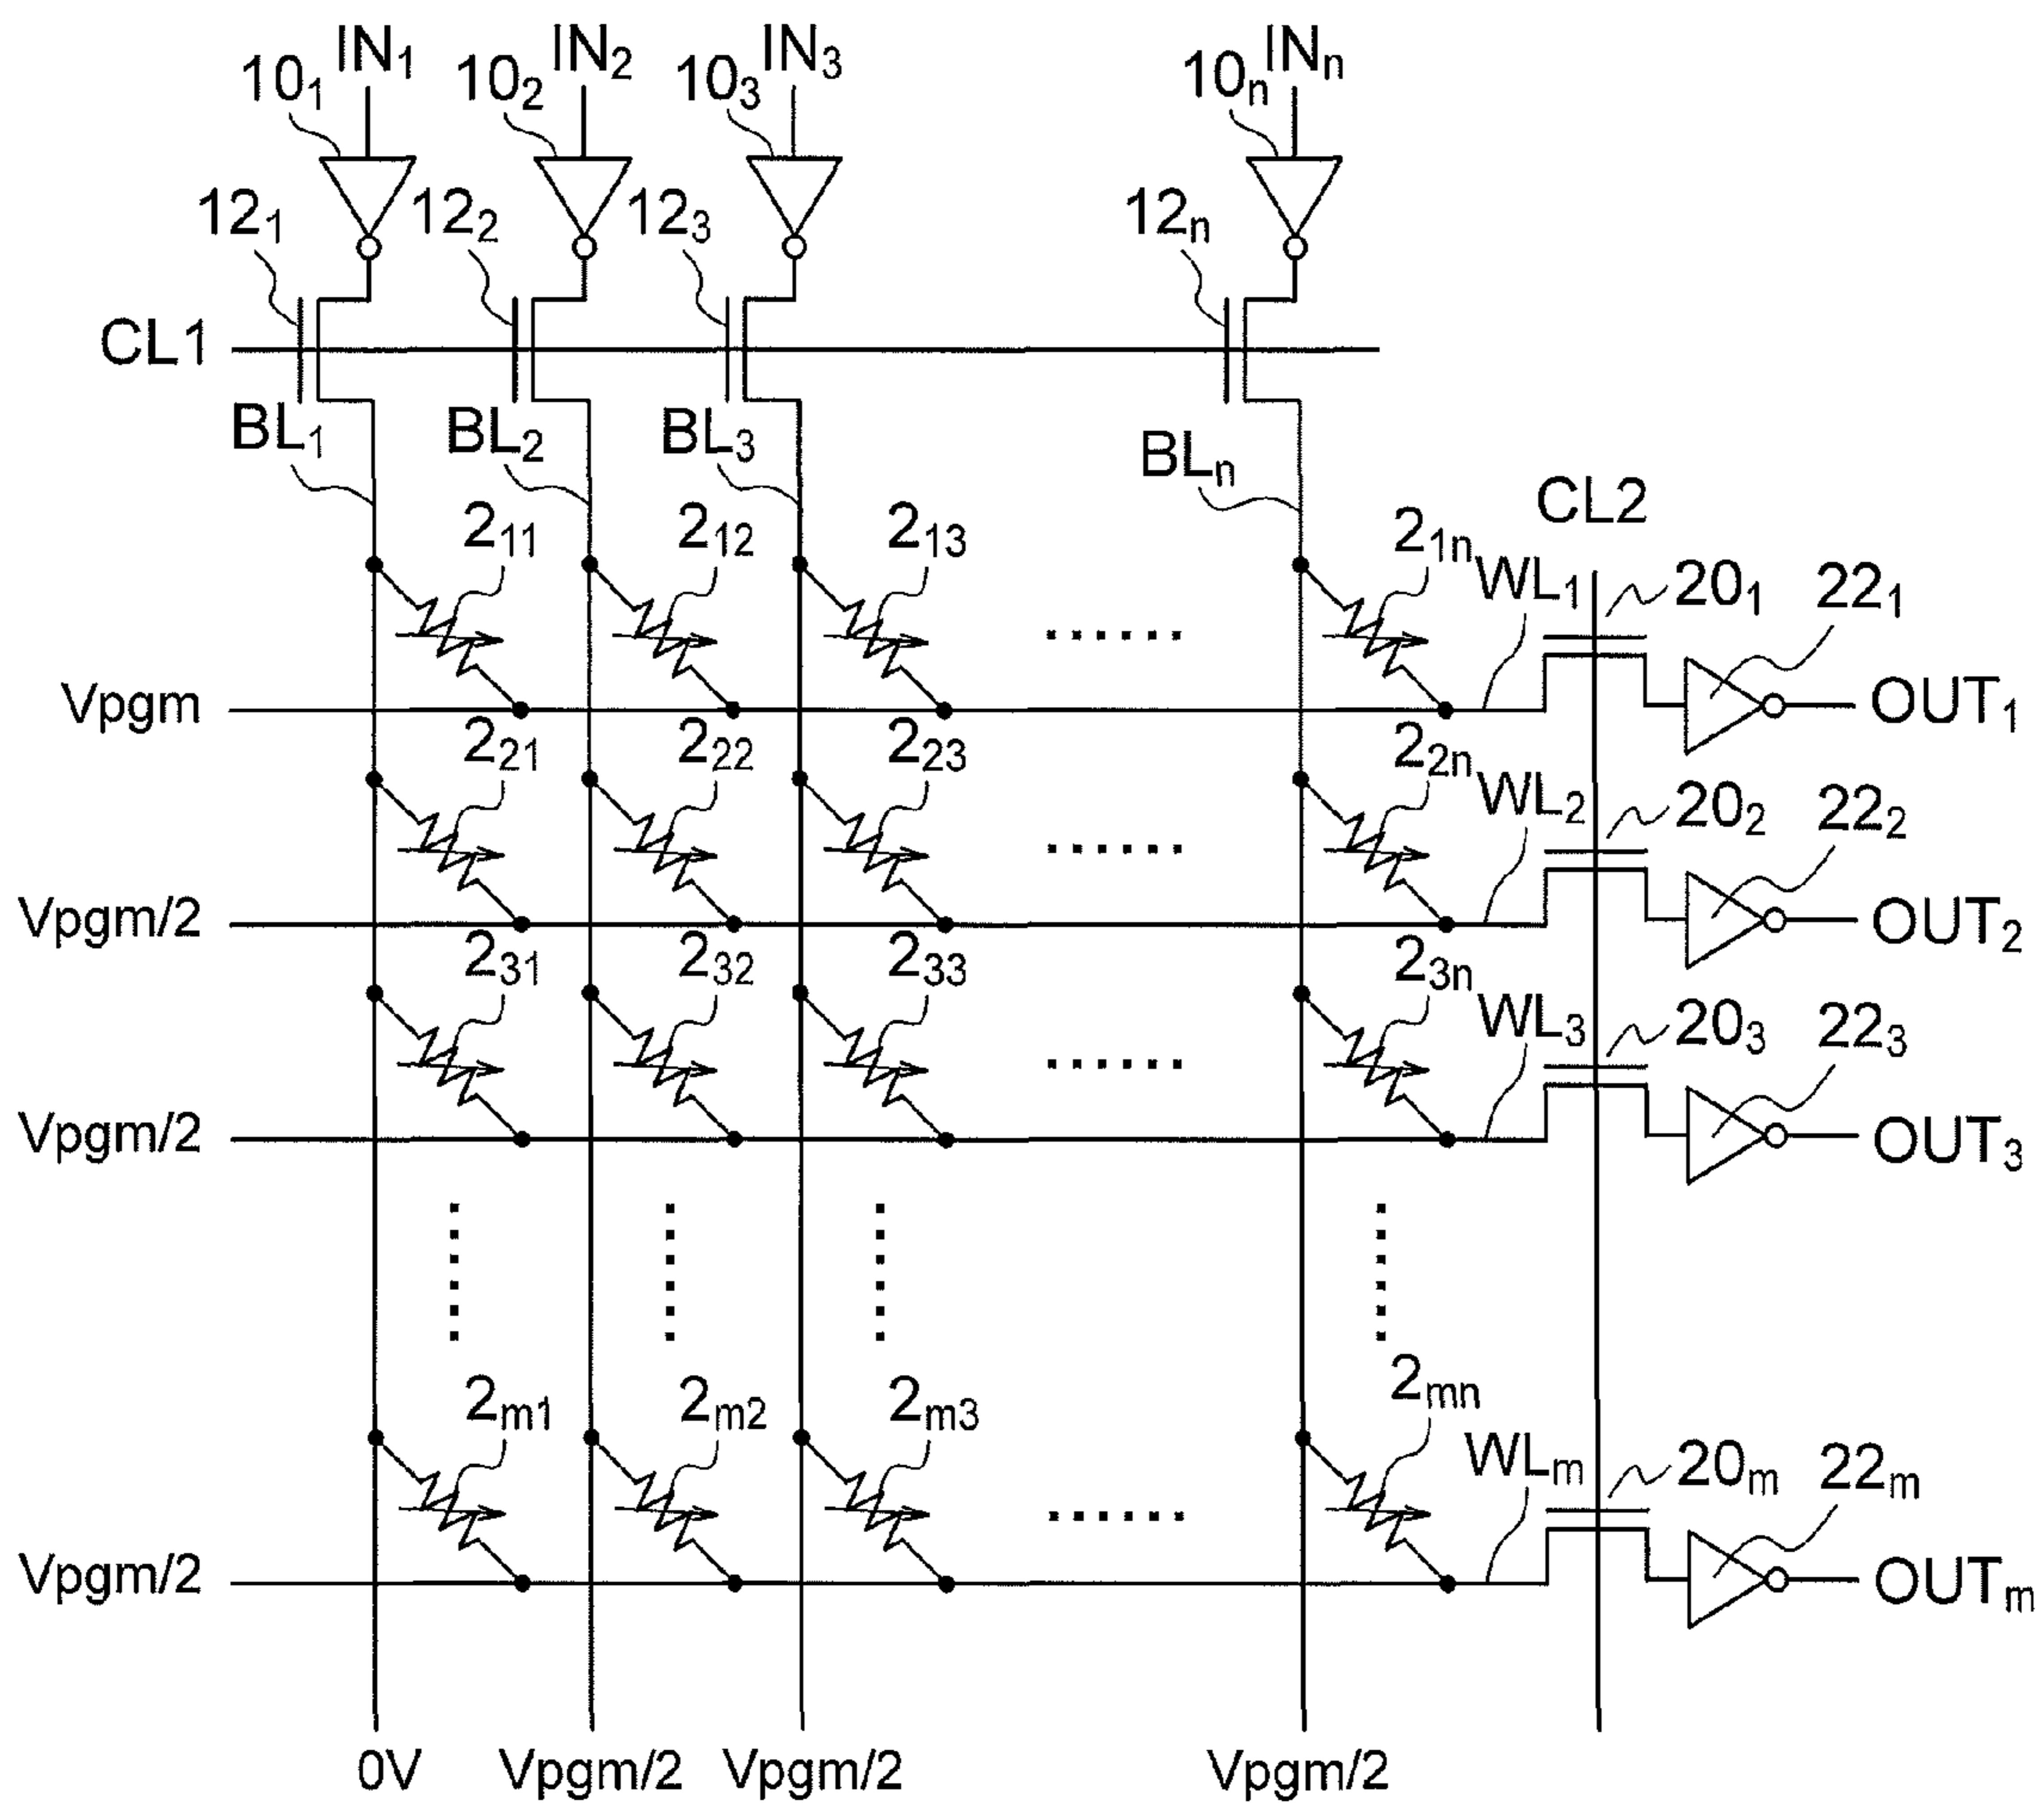 IN₁ IN₂ IN₃ INₙ
10₁ 10₂ 10₃ 10ₙ
12₁ 12₂ 12₃ 12ₙ
CL1
BL₁ BL₂ BL₃ BLₙ
CL2
2₁₁ 2₁₂ 2₁₃ 2₁ₙ WL₁ 20₁ 22₁
Vpgm OUT₁
2₂₁ 2₂₂ 2₂₃ 2₂ₙ WL₂ 20₂ 22₂
Vpgm/2 OUT₂
2₃₁ 2₃₂ 2₃₃ 2₃ₙ WL₃ 20₃ 22₃
Vpgm/2 OUT₃
2ₘ₁ 2ₘ₂ 2ₘ₃ 2ₘₙ WLₘ 20ₘ 22ₘ
Vpgm/2 OUTₘ
0V Vpgm/2 Vpgm/2 Vpgm/2